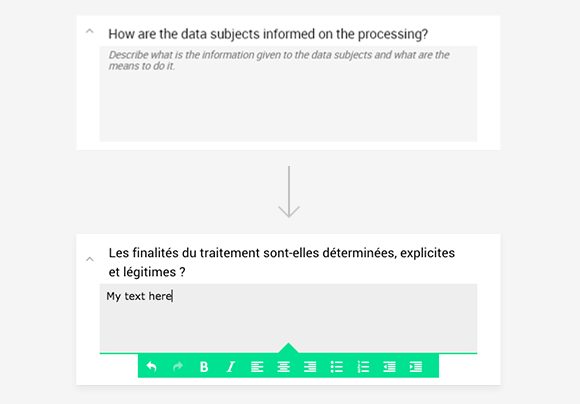 How are the data subjects informed on the processing?
Describe what is the information given to the data subjects and what are the
means to do it.
Les finalités du traitement sont-elles déterminées, explicites
et légitimes ?
My text here
B I